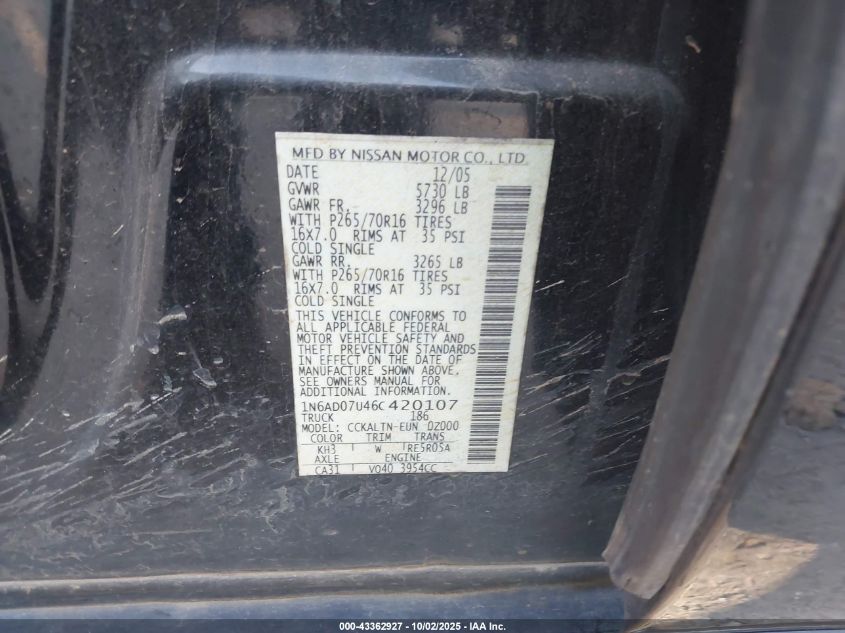 MFD BY NISSAN MOTOR CO., LTD.
DATE 12/05
GVWR 5730 LB
GAWR FR. 3296 LB
WITH P265/70R16 TIRES
16X7.0 RIMS AT 35 PSI
COLD SINGLE
GAWR RR. 3265 LB
WITH P265/70R16 TIRES
16X7.0 RIMS AT 35 PSI
COLD SINGLE
THIS VEHICLE CONFORMS TO
ALL APPLICABLE FEDERAL
MOTOR VEHICLE SAFETY AND
THEFT PREVENTION STANDARDS
IN EFFECT ON THE DATE OF
MANUFACTURE SHOWN ABOVE.
SEE OWNERS MANUAL FOR
ADDITIONAL INFORMATION.
1N6AD07U46C420107
TRUCK 186
MODEL: CCKALTN-EUN 0Z000
COLOR TRIM TRANS
KH3 W RE5R05A
AXLE ENGINE
CA31 VQ40 3954CC
000-43362927 - 10/02/2025 - IAA Inc.